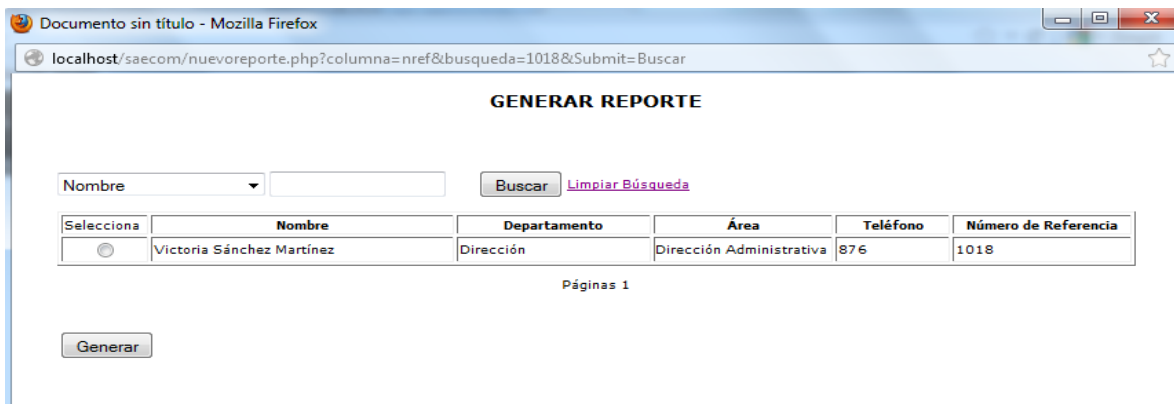 Documento sin título - Mozilla Firefox
localhost/saecom/nuevoreporte.php?columna=nref&busqueda=1018&Submit=Buscar
GENERAR REPORTE
Nombre Buscar Limpiar Búsqueda
Selecciona Nombre Departamento Área Teléfono Número de Referencia
Victoria Sánchez Martínez Dirección Dirección Administrativa 876 1018
Páginas 1
Generar